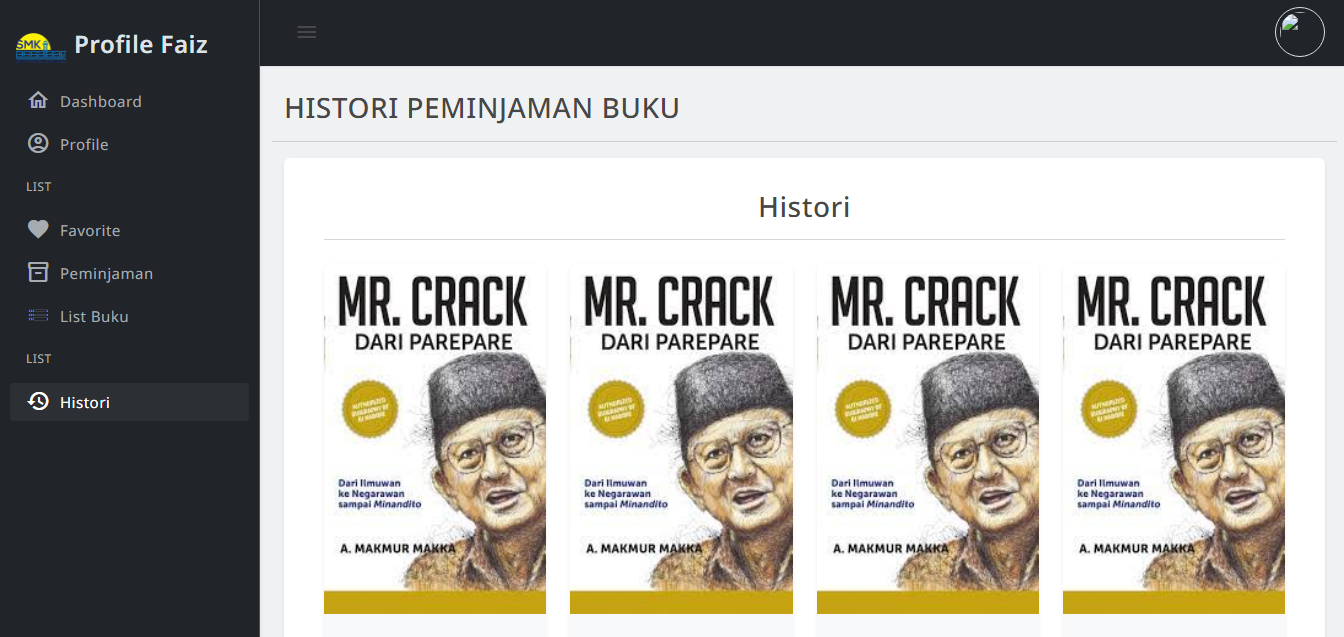 SMK
Profile Faiz
Dashboard
Profile
LIST
Favorite
Peminjaman
List Buku
LIST
Histori
HISTORI PEMINJAMAN BUKU
Histori
MR. CRACK
DARI PAREPARE
AUTHORIZED
BIOGRAPHY OF
BJ HABIBIE
Dari Ilmuwan
ke Negarawan
sampai Minandito
A. MAKMUR MAKKA
MR. CRACK
DARI PAREPARE
AUTHORIZED
BIOGRAPHY OF
BJ HABIBIE
Dari Ilmuwan
ke Negarawan
sampai Minandito
A. MAKMUR MAKKA
MR. CRACK
DARI PAREPARE
AUTHORIZED
BIOGRAPHY OF
BJ HABIBIE
Dari Ilmuwan
ke Negarawan
sampai Minandito
A. MAKMUR MAKKA
MR. CRACK
DARI PAREPARE
AUTHORIZED
BIOGRAPHY OF
BJ HABIBIE
Dari Ilmuwan
ke Negarawan
sampai Minandito
A. MAKMUR MAKKA